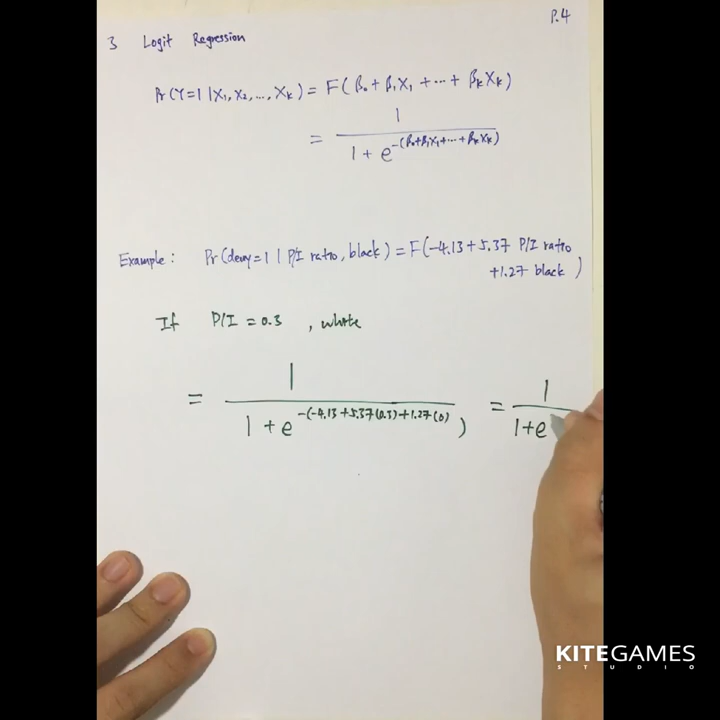 P.4
3 Logit Regression
Pr(Y=1|X₁,X₂,...,Xₖ) = F(β₀+β₁X₁+...+βₖXₖ)
= 1
1+e^-(β₀+β₁X₁+...+βₖXₖ)
Example: Pr(deny=1|P/I ratio, black) = F(-4.13+5.37 P/I ratio
+1.27 black)
If P/I = 0.3, white
= 1 = 1
1+e^-(-4.13+5.37(0.3)+1.27(0)) 1+e
KITEGAMES
STUDIO